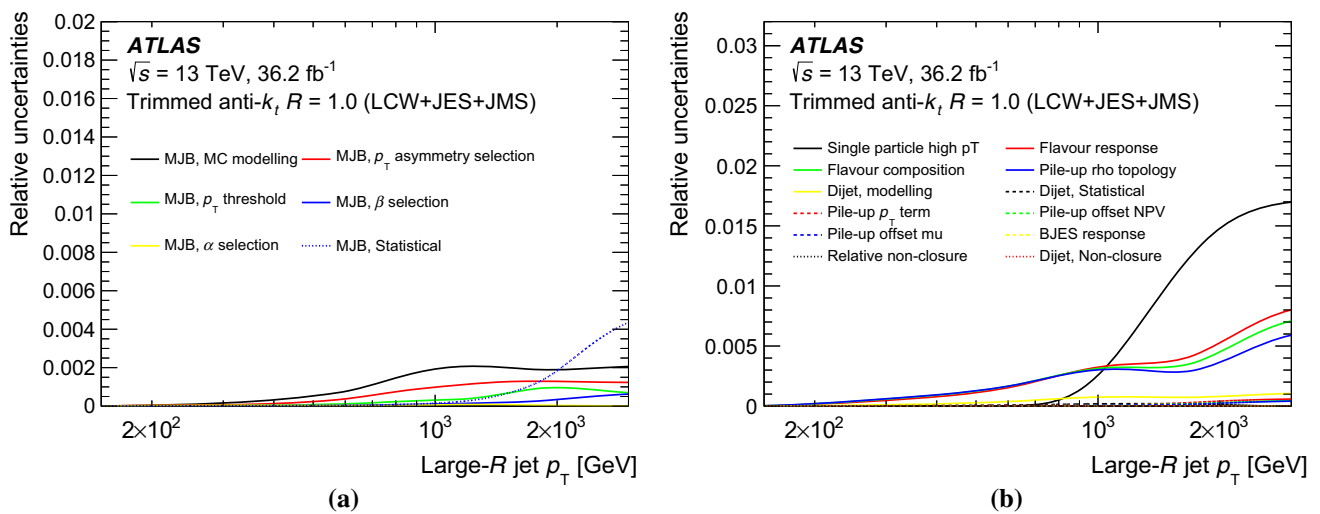 Relative uncertainties
0.02
0.018
0.016
0.014
0.012
0.01
0.008
0.006
0.004
0.002
0
ATLAS
√s = 13 TeV, 36.2 fb⁻¹
Trimmed anti-kₜ R = 1.0 (LCW+JES+JMS)
MJB, MC modelling
MJB, p_T asymmetry selection
MJB, p_T threshold
MJB, β selection
MJB, α selection
MJB, Statistical
2×10² 10³ 2×10³
Large-R jet p_T [GeV]
(a)
Relative uncertainties
0.03
0.025
0.02
0.015
0.01
0.005
0
ATLAS
√s = 13 TeV, 36.2 fb⁻¹
Trimmed anti-kₜ R = 1.0 (LCW+JES+JMS)
Single particle high pT
Flavour response
Flavour composition
Pile-up rho topology
Dijet, modelling
Dijet, Statistical
Pile-up p_T term
Pile-up offset NPV
Pile-up offset mu
BJES response
Relative non-closure
Dijet, Non-closure
2×10² 10³ 2×10³
Large-R jet p_T [GeV]
(b)